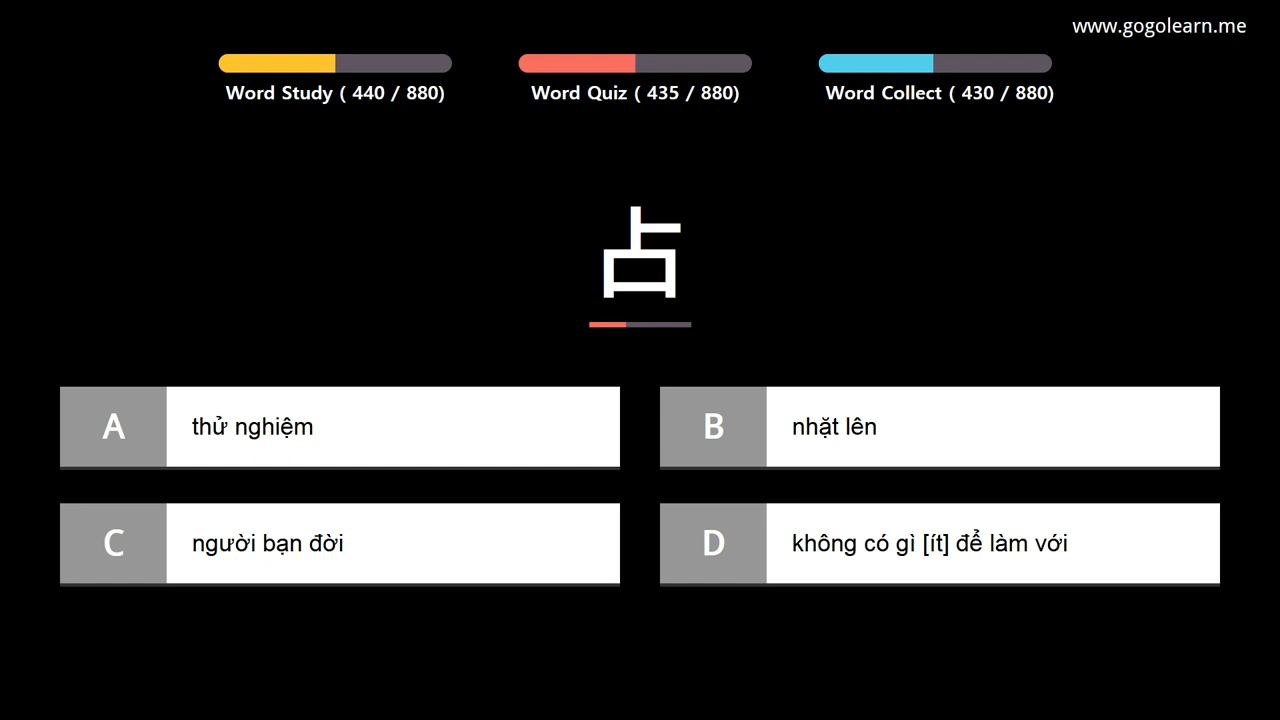 www.gogolearn.me
Word Study ( 440 / 880)
Word Quiz ( 435 / 880)
Word Collect ( 430 / 880)
占
A thử nghiệm
B nhặt lên
C người bạn đời
D không có gì [ít] để làm với